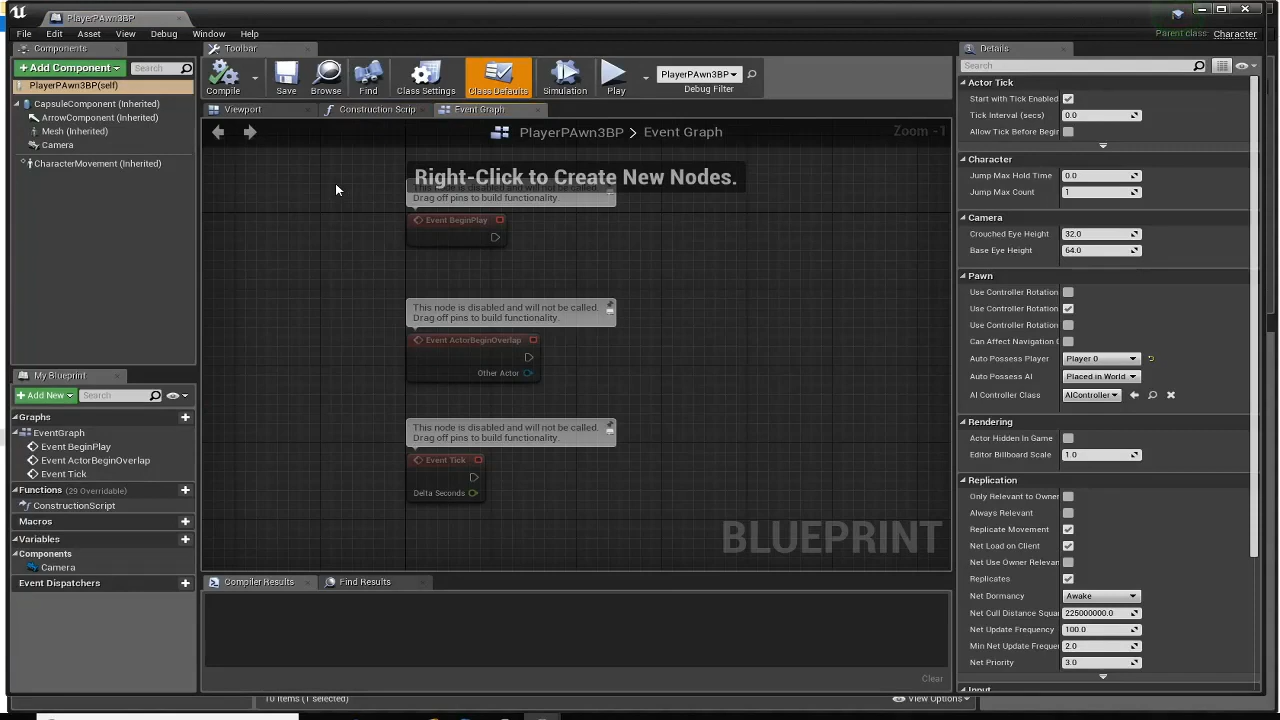 PlayerPAwn3BP
File Edit Asset View Debug Window Help
Parent class: Character
Components
Toolbar
Details
+Add Component
Search
Compile
Save
Browse
Find
Class Settings
Class Defaults
Simulation
Play
PlayerPAwn3BP
Debug Filter
Search
PlayerPAwn3BP(self)
CapsuleComponent (Inherited)
ArrowComponent (Inherited)
Mesh (Inherited)
Camera
CharacterMovement (Inherited)
Viewport
Construction Scrip
Event Graph
PlayerPAwn3BP
Event Graph
Zoom -1
Right-Click to Create New Nodes.
This node is disabled and will not be called.
Drag off pins to build functionality.
Event BeginPlay
This node is disabled and will not be called.
Drag off pins to build functionality.
Event ActorBeginOverlap
Other Actor
This node is disabled and will not be called.
Drag off pins to build functionality.
Event Tick
Delta Seconds
BLUEPRINT
My Blueprint
+Add New
Search
Graphs
EventGraph
Event BeginPlay
Event ActorBeginOverlap
Event Tick
Functions (29 Overridable)
ConstructionScript
Macros
Variables
Components
Camera
Event Dispatchers
Compiler Results
Find Results
Clear
Actor Tick
Start with Tick Enabled
Tick Interval (secs) 0.0
Allow Tick Before Begin
Character
Jump Max Hold Time 0.0
Jump Max Count 1
Camera
Crouched Eye Height 32.0
Base Eye Height 64.0
Pawn
Use Controller Rotation
Use Controller Rotation
Use Controller Rotation
Can Affect Navigation G
Auto Possess Player Player 0
Auto Possess AI Placed in World
AI Controller Class AIController
Rendering
Actor Hidden In Game
Editor Billboard Scale 1.0
Replication
Only Relevant to Owner
Always Relevant
Replicate Movement
Net Load on Client
Net Use Owner Relevan
Replicates
Net Dormancy Awake
Net Cull Distance Squar 225000000.0
Net Update Frequency 100.0
Min Net Update Freque 2.0
Net Priority 3.0
Input
10 items (1 selected)
View Options